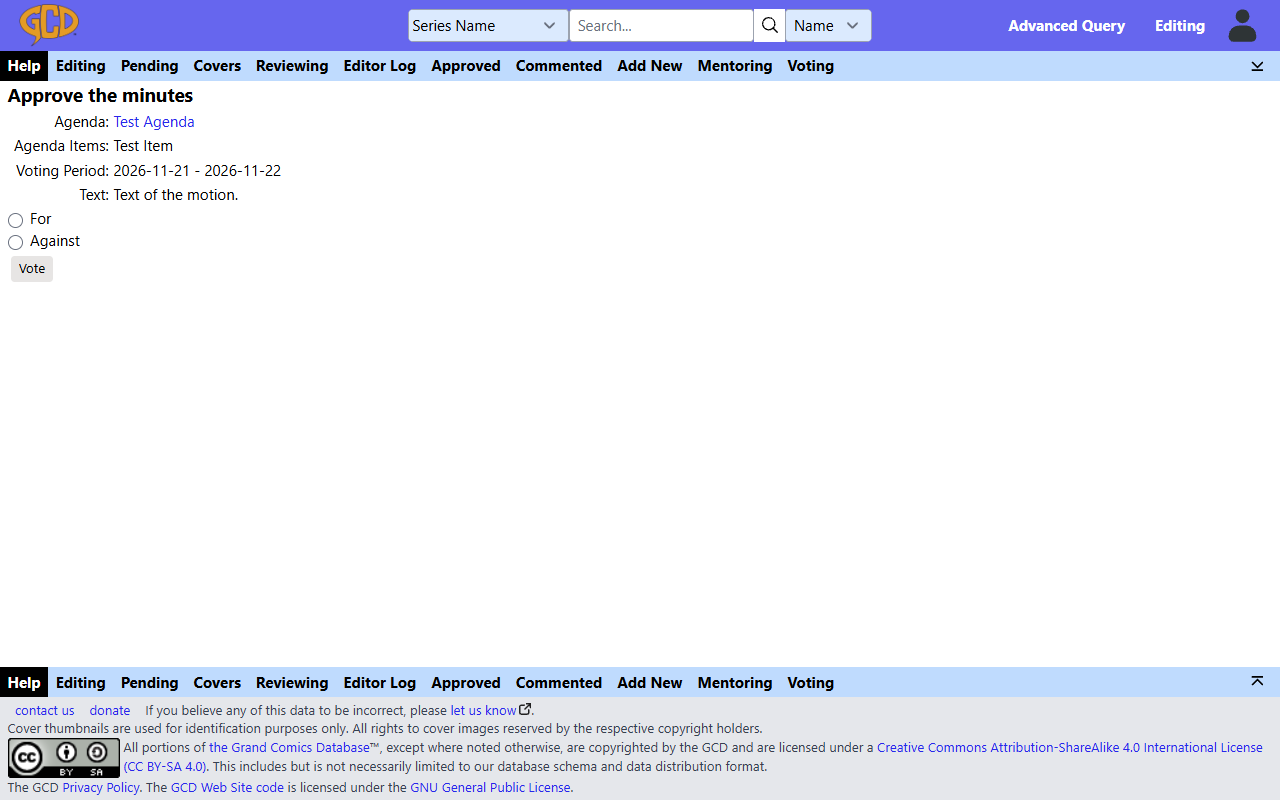 GCD
Series Name Search... Name Advanced Query Editing
Help Editing Pending Covers Reviewing Editor Log Approved Commented Add New Mentoring Voting
Approve the minutes
Agenda: Test Agenda
Agenda Items: Test Item
Voting Period: 2026-11-21 - 2026-11-22
Text: Text of the motion.
For
Against
Vote
Help Editing Pending Covers Reviewing Editor Log Approved Commented Add New Mentoring Voting
contact us donate If you believe any of this data to be incorrect, please let us know.
Cover thumbnails are used for identification purposes only. All rights to cover images reserved by the respective copyright holders.
cc BY SA All portions of the Grand Comics Database™, except where noted otherwise, are copyrighted by the GCD and are licensed under a Creative Commons Attribution-ShareAlike 4.0 International License
(CC BY-SA 4.0). This includes but is not necessarily limited to our database schema and data distribution format.
The GCD Privacy Policy. The GCD Web Site code is licensed under the GNU General Public License.